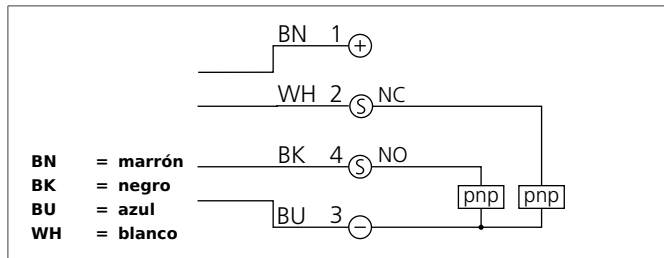 BN 1 +
WH 2 S NC
BK 4 S NO
pnp pnp
BU 3 −
BN = marrón
BK = negro
BU = azul
WH = blanco